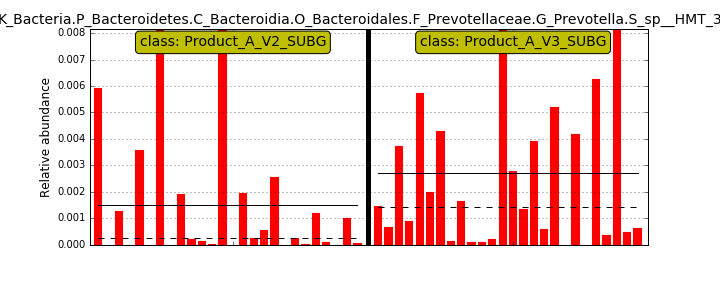 K_Bacteria.P_Bacteroidetes.C_Bacteroidia.O_Bacteroidales.F_Prevotellaceae.G_Prevotella.S_sp__HMT_3
class: Product_A_V2_SUBG
class: Product_A_V3_SUBG
Relative abundance
0.008
0.007
0.006
0.005
0.004
0.003
0.002
0.001
0.000